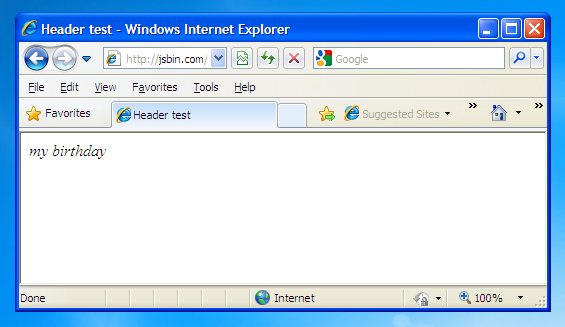 Header test - Windows Internet Explorer
http://jsbin.com/
Google
File Edit View Favorites Tools Help
Favorites
Header test
Suggested Sites
my birthday
Done
Internet
100%